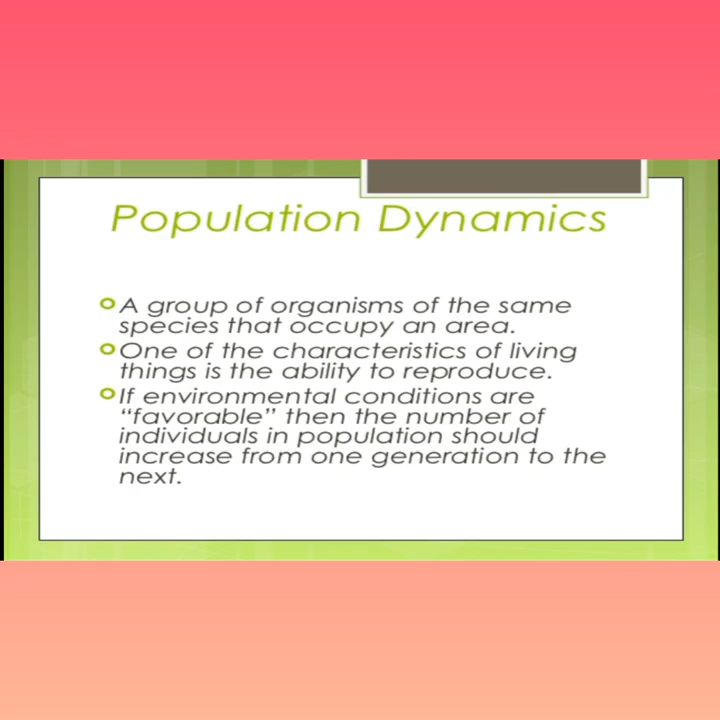 Population Dynamics
A group of organisms of the same
species that occupy an area.
One of the characteristics of living
things is the ability to reproduce.
If environmental conditions are
“favorable” then the number of
individuals in population should
increase from one generation to the
next.